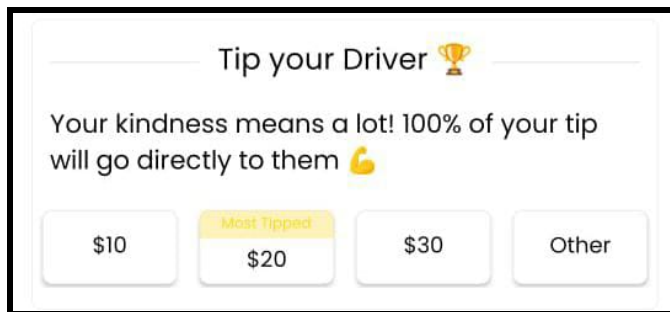 Tip your Driver 🏆
Your kindness means a lot! 100% of your tip
will go directly to them 💪
Most Tipped
$10 $20 $30 Other